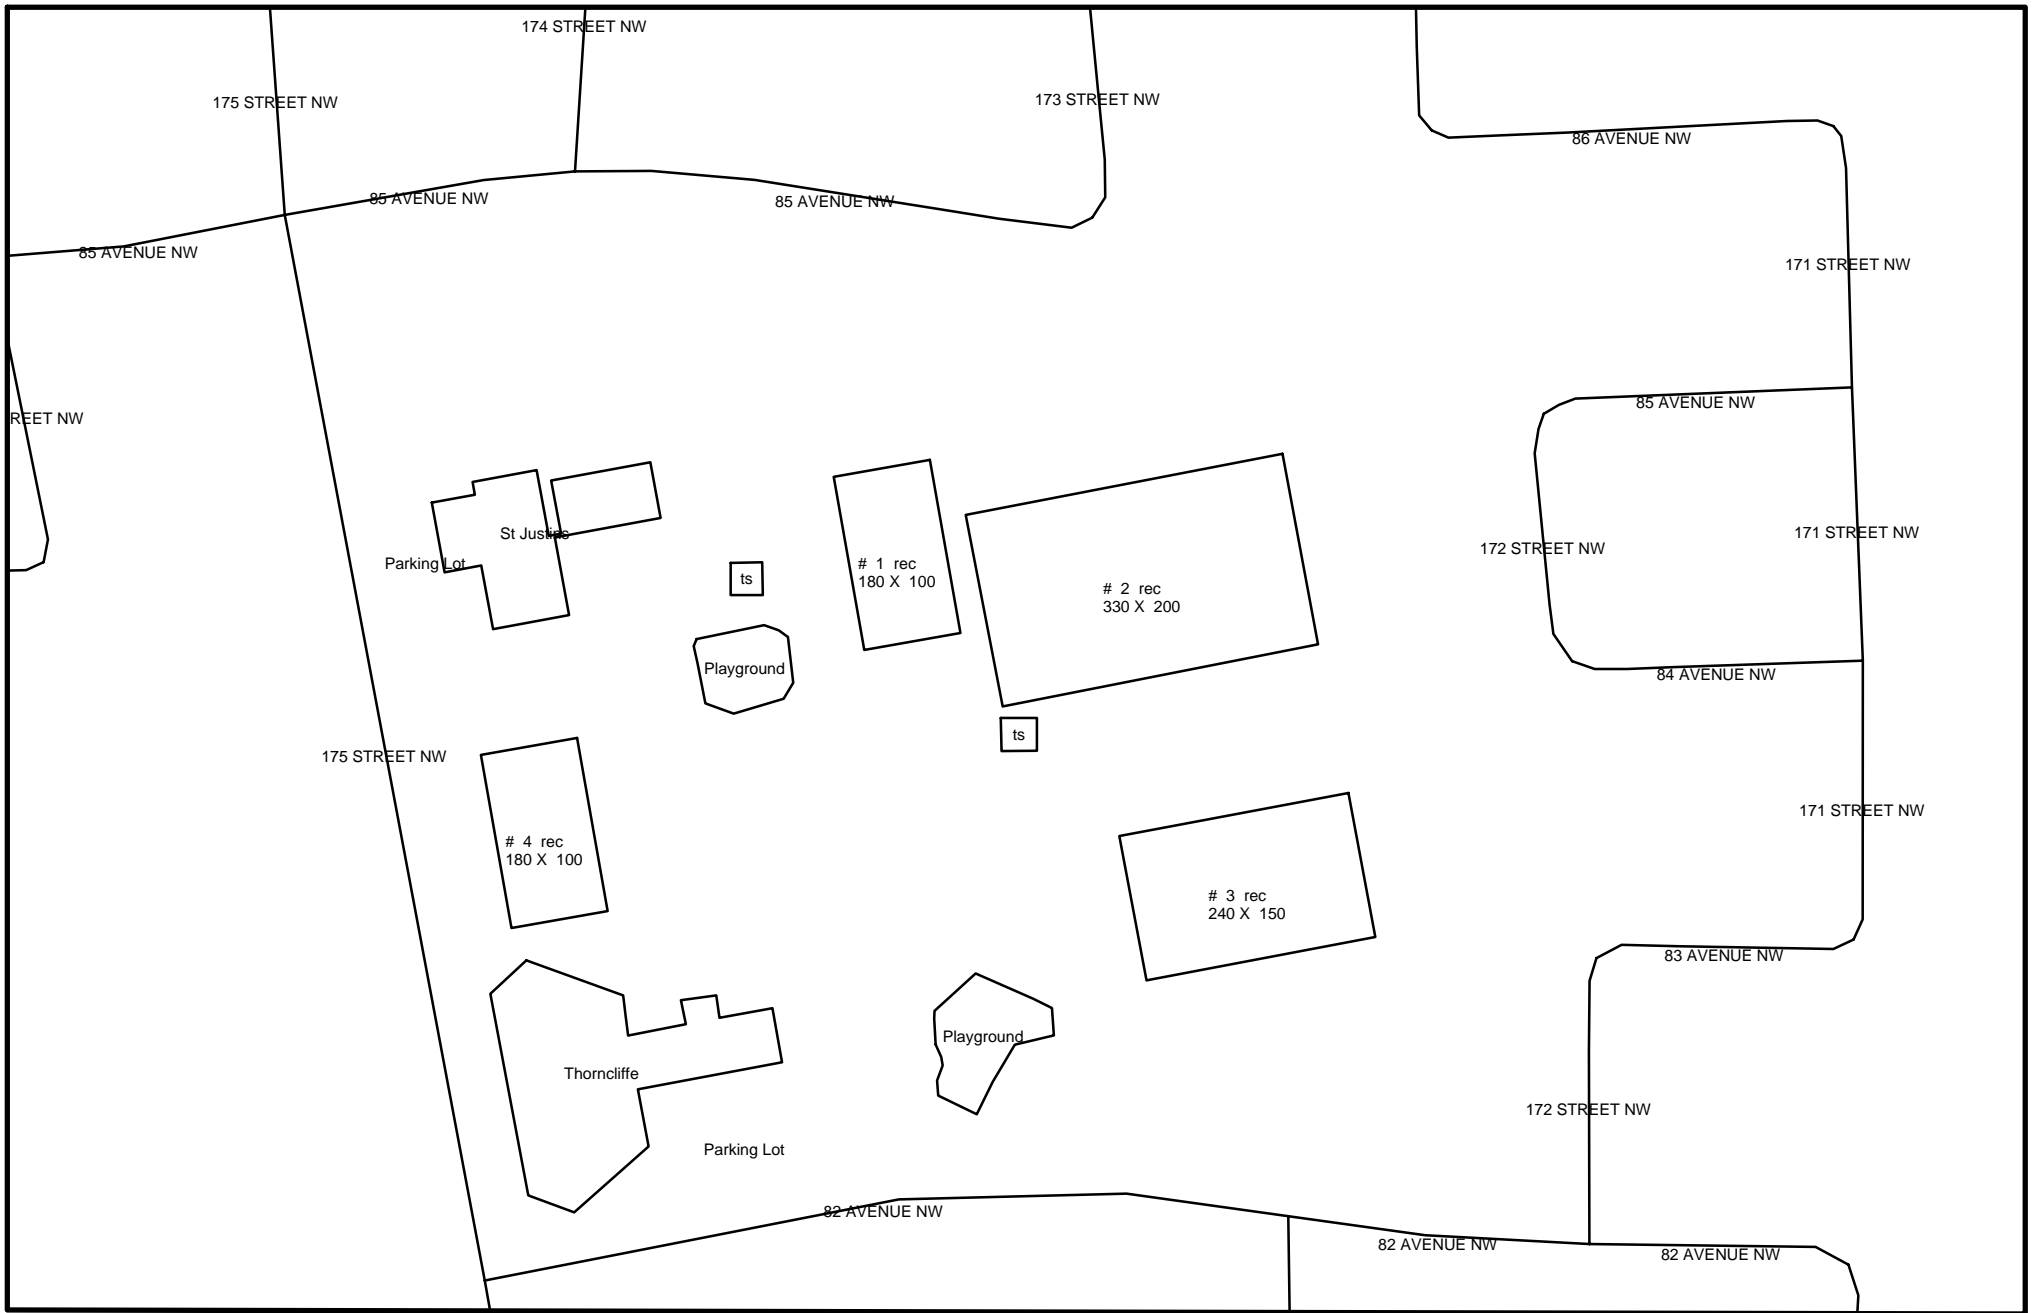 174 STREET NW
175 STREET NW
173 STREET NW
86 AVENUE NW
85 AVENUE NW
85 AVENUE NW
85 AVENUE NW
171 STREET NW
REET NW
85 AVENUE NW
St Justins
Parking Lot
# 1 rec
180 X 100
ts
# 2 rec
330 X 200
172 STREET NW
171 STREET NW
Playground
84 AVENUE NW
ts
175 STREET NW
171 STREET NW
# 4 rec
180 X 100
# 3 rec
240 X 150
83 AVENUE NW
Playground
Thorncliffe
172 STREET NW
Parking Lot
82 AVENUE NW
82 AVENUE NW
82 AVENUE NW